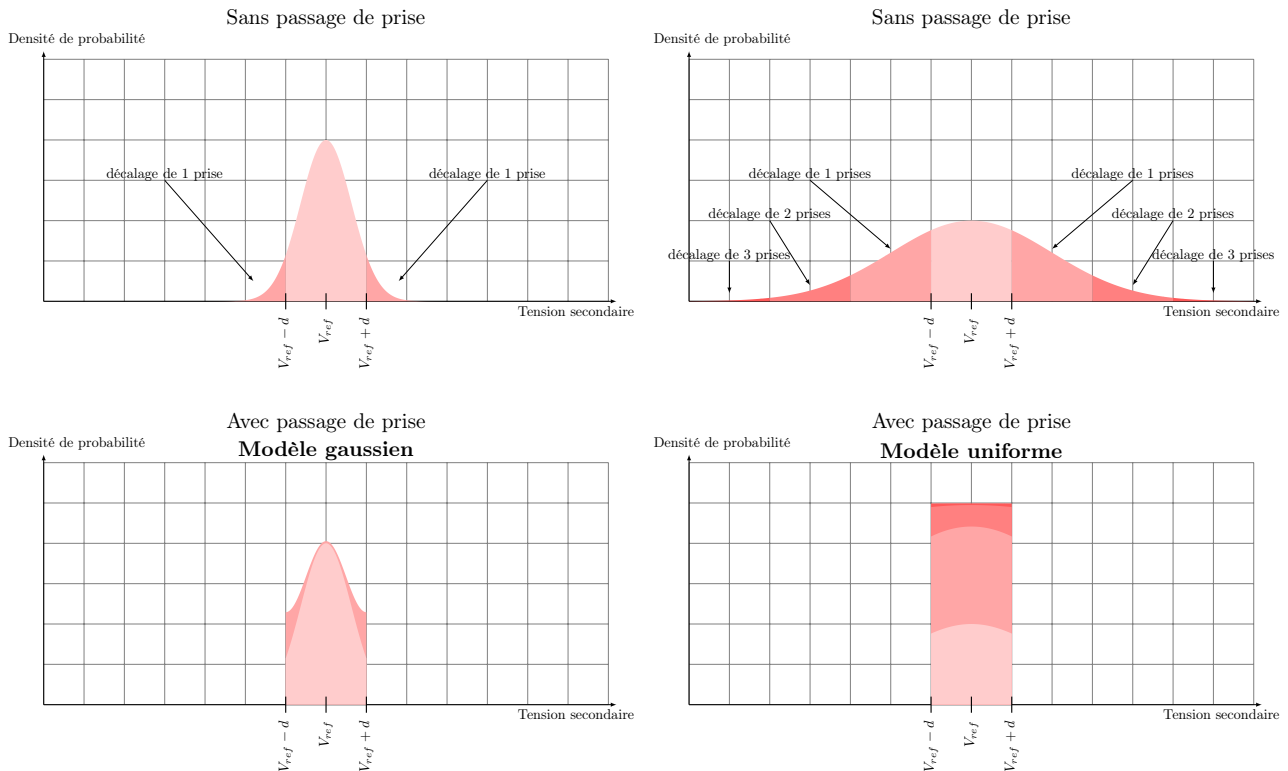 Sans passage de prise
Densité de probabilité
décalage de 1 prise
décalage de 1 prise
Tension secondaire
V_ref − d
V_ref
V_ref + d
Sans passage de prise
Densité de probabilité
décalage de 1 prises
décalage de 1 prises
décalage de 2 prises
décalage de 2 prises
décalage de 3 prises
décalage de 3 prises
Tension secondaire
V_ref − d
V_ref
V_ref + d
Avec passage de prise
Densité de probabilité
Modèle gaussien
Tension secondaire
V_ref − d
V_ref
V_ref + d
Avec passage de prise
Densité de probabilité
Modèle uniforme
Tension secondaire
V_ref − d
V_ref
V_ref + d